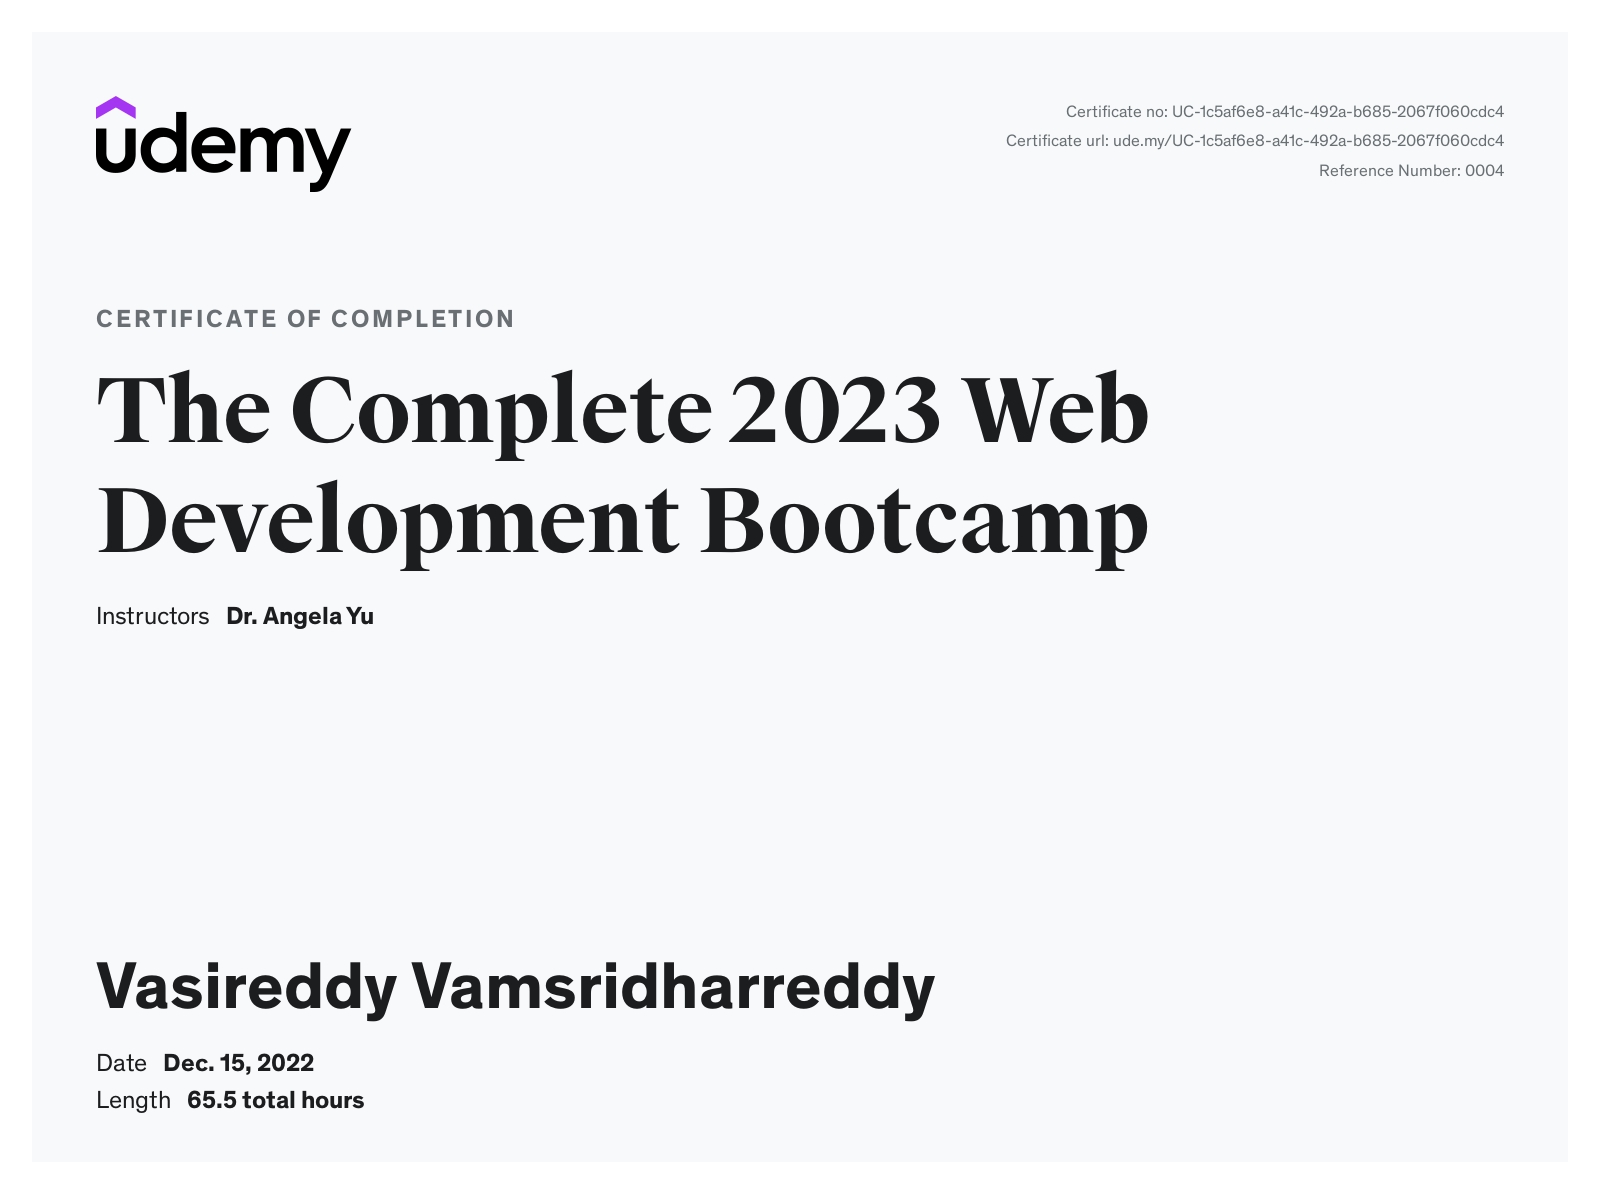 udemy
Certificate no: UC-1c5af6e8-a41c-492a-b685-2067f060cdc4
Certificate url: ude.my/UC-1c5af6e8-a41c-492a-b685-2067f060cdc4
Reference Number: 0004
CERTIFICATE OF COMPLETION
The Complete 2023 Web
Development Bootcamp
Instructors Dr. Angela Yu
Vasireddy Vamsridharreddy
Date Dec. 15, 2022
Length 65.5 total hours